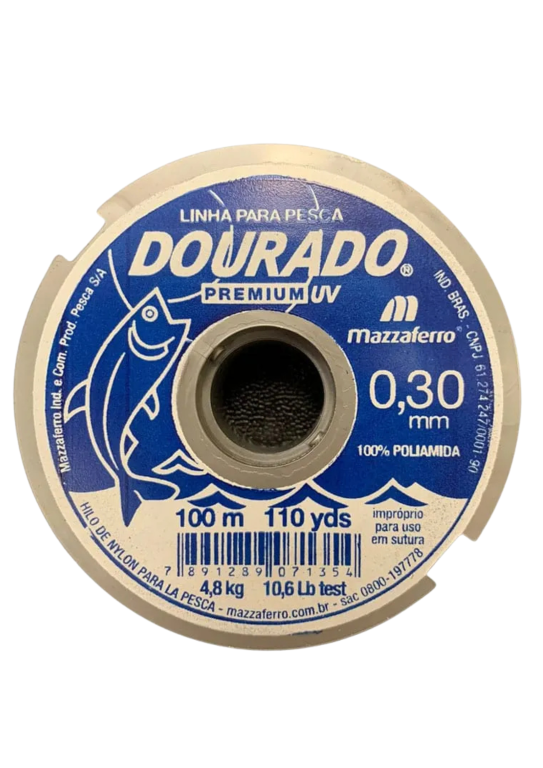 LINHA PARA PESCA
DOURADO®
PREMIUM UV
mazzaferro®
0,30
mm
100% POLIAMIDA
100 m 110 yds
impróprio
para uso
em sutura
7 891289 071354
4,8 kg 10,6 Lb test
Mazzaferro Ind. e Com. Prod. Pesca S/A
IND. BRAS. - CNPJ 61.274.247/0001-90
HILO DE NYLON PARA LA PESCA - mazzaferro.com.br - sac 0800-197778